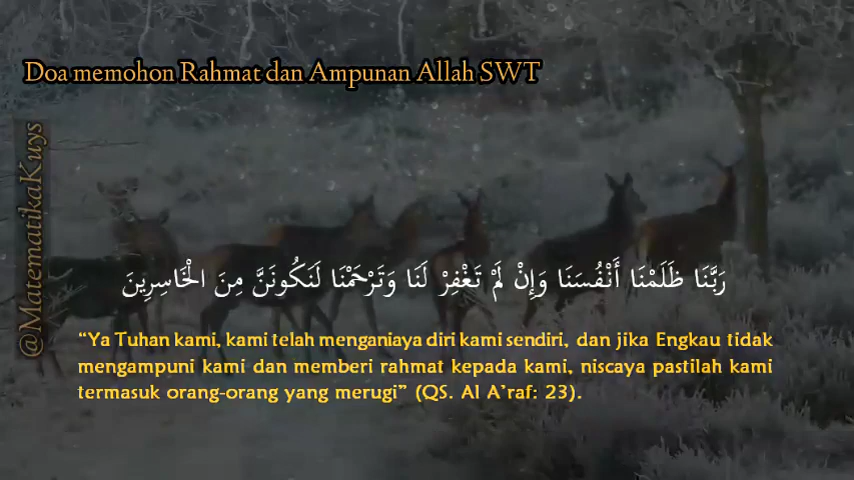 Doa memohon Rahmat dan Ampunan Allah SWT
@MatematikaKuys
رَبَّنَا ظَلَمْنَا أَنْفُسَنَا وَإِنْ لَمْ تَغْفِرْ لَنَا وَتَرْحَمْنَا لَنَكُونَنَّ مِنَ الْخَاسِرِينَ
“Ya Tuhan kami, kami telah menganiaya diri kami sendiri, dan jika Engkau tidak
mengampuni kami dan memberi rahmat kepada kami, niscaya pastilah kami
termasuk orang-orang yang merugi” (QS. Al A’raf: 23).